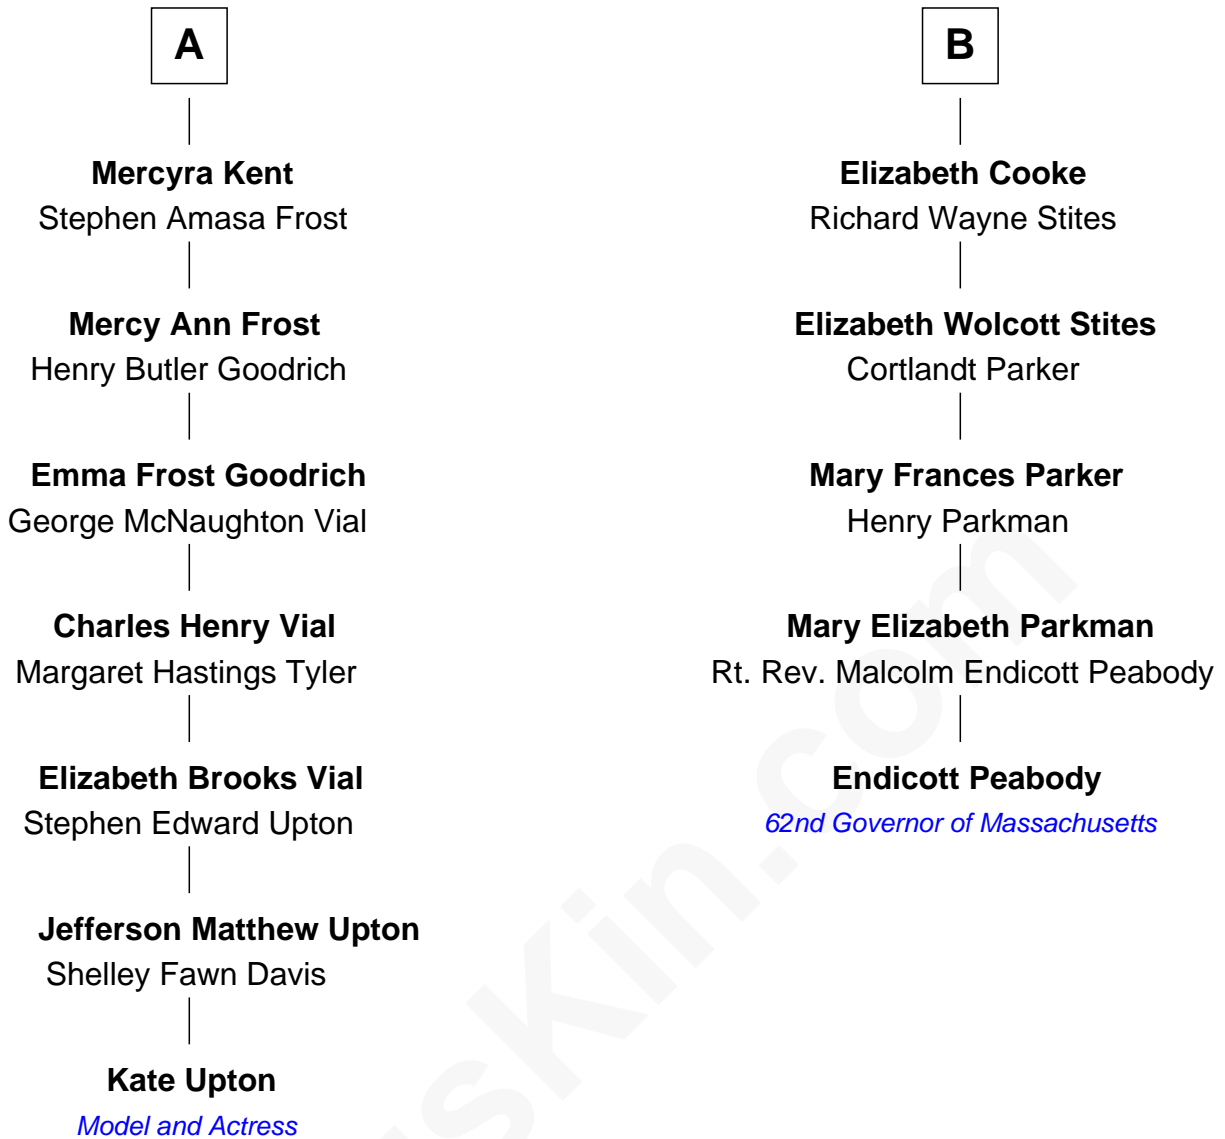 A
Mercyra Kent
Stephen Amasa Frost
Mercy Ann Frost
Henry Butler Goodrich
Emma Frost Goodrich
George McNaughton Vial
Charles Henry Vial
Margaret Hastings Tyler
Elizabeth Brooks Vial
Stephen Edward Upton
Jefferson Matthew Upton
Shelley Fawn Davis
Kate Upton
Model and Actress
B
Elizabeth Cooke
Richard Wayne Stites
Elizabeth Wolcott Stites
Cortlandt Parker
Mary Frances Parker
Henry Parkman
Mary Elizabeth Parkman
Rt. Rev. Malcolm Endicott Peabody
Endicott Peabody
62nd Governor of Massachusetts